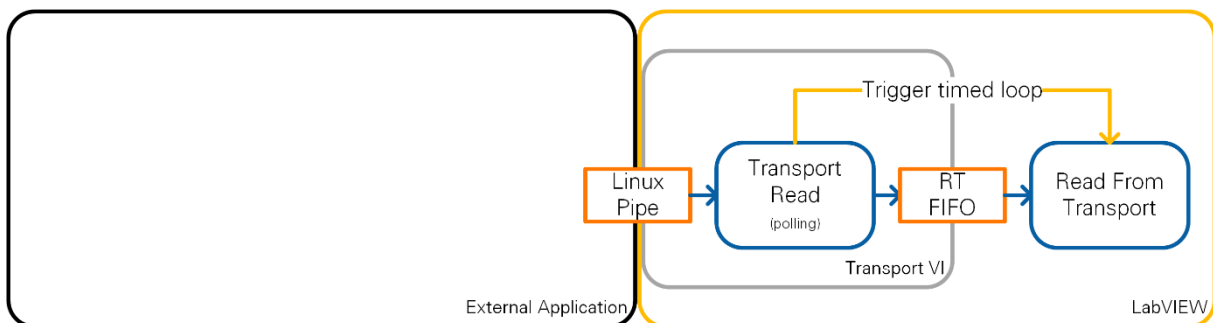 Trigger timed loop
Linux
Pipe
Transport
Read
(polling)
RT
FIFO
Read From
Transport
Transport VI
External Application
LabVIEW